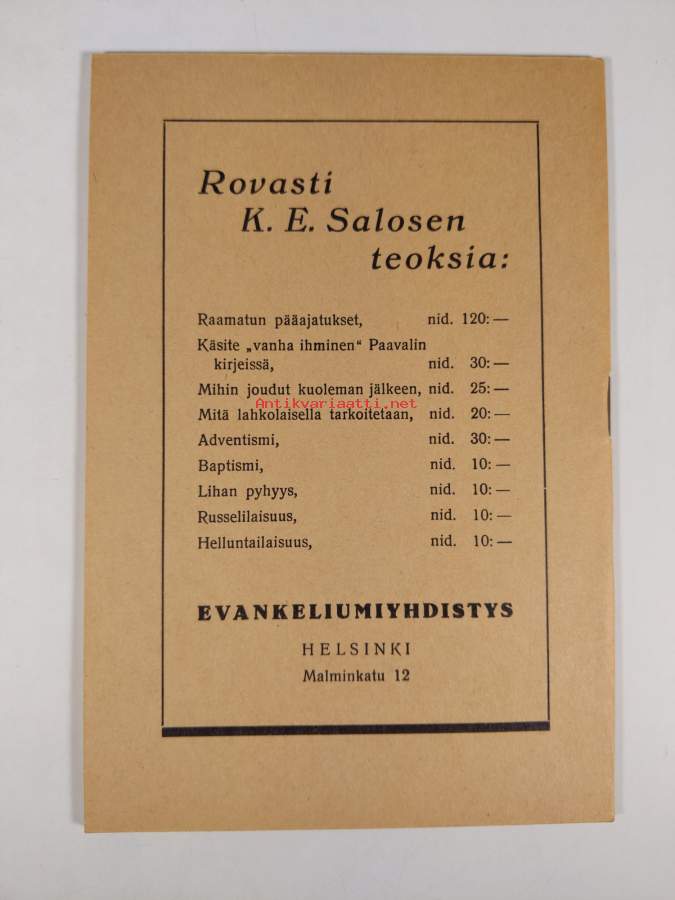 Rovasti
K. E. Salosen
teoksia:
Raamatun pääajatukset, nid. 120: —
Käsite „vanha ihminen“ Paavalin
kirjeissä, nid. 30: —
Mihin joudut kuoleman jälkeen, nid. 25: —
Antikvariaatti.net
Mitä lahkolaisella tarkoitetaan, nid. 20: —
Adventismi, nid. 30: —
Baptismi, nid. 10: —
Lihan pyhyys, nid. 10: —
Russelilaisuus, nid. 10: —
Helluntailaisuus, nid. 10: —
EVANKELIUMIYHDISTYS
HELSINKI
Malminkatu 12